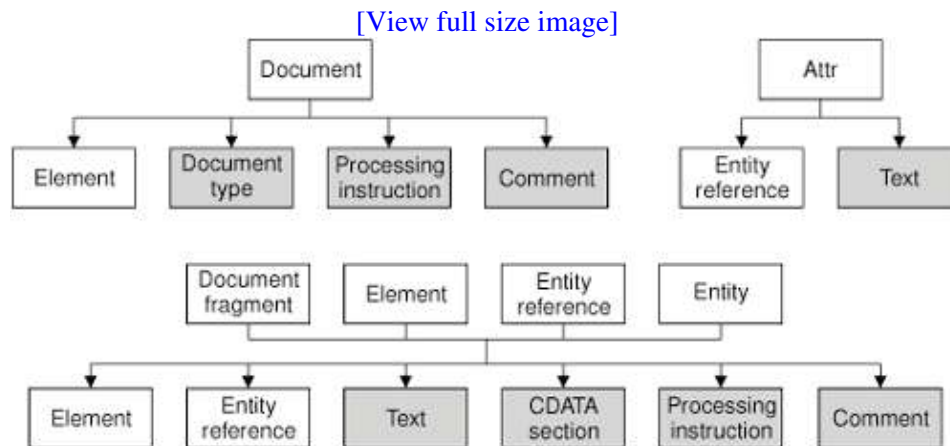 [View full size image]
Document
Attr
Element
Document
type
Processing
instruction
Comment
Entity
reference
Text
Document
fragment
Element
Entity
reference
Entity
Element
Entity
reference
Text
CDATA
section
Processing
instruction
Comment